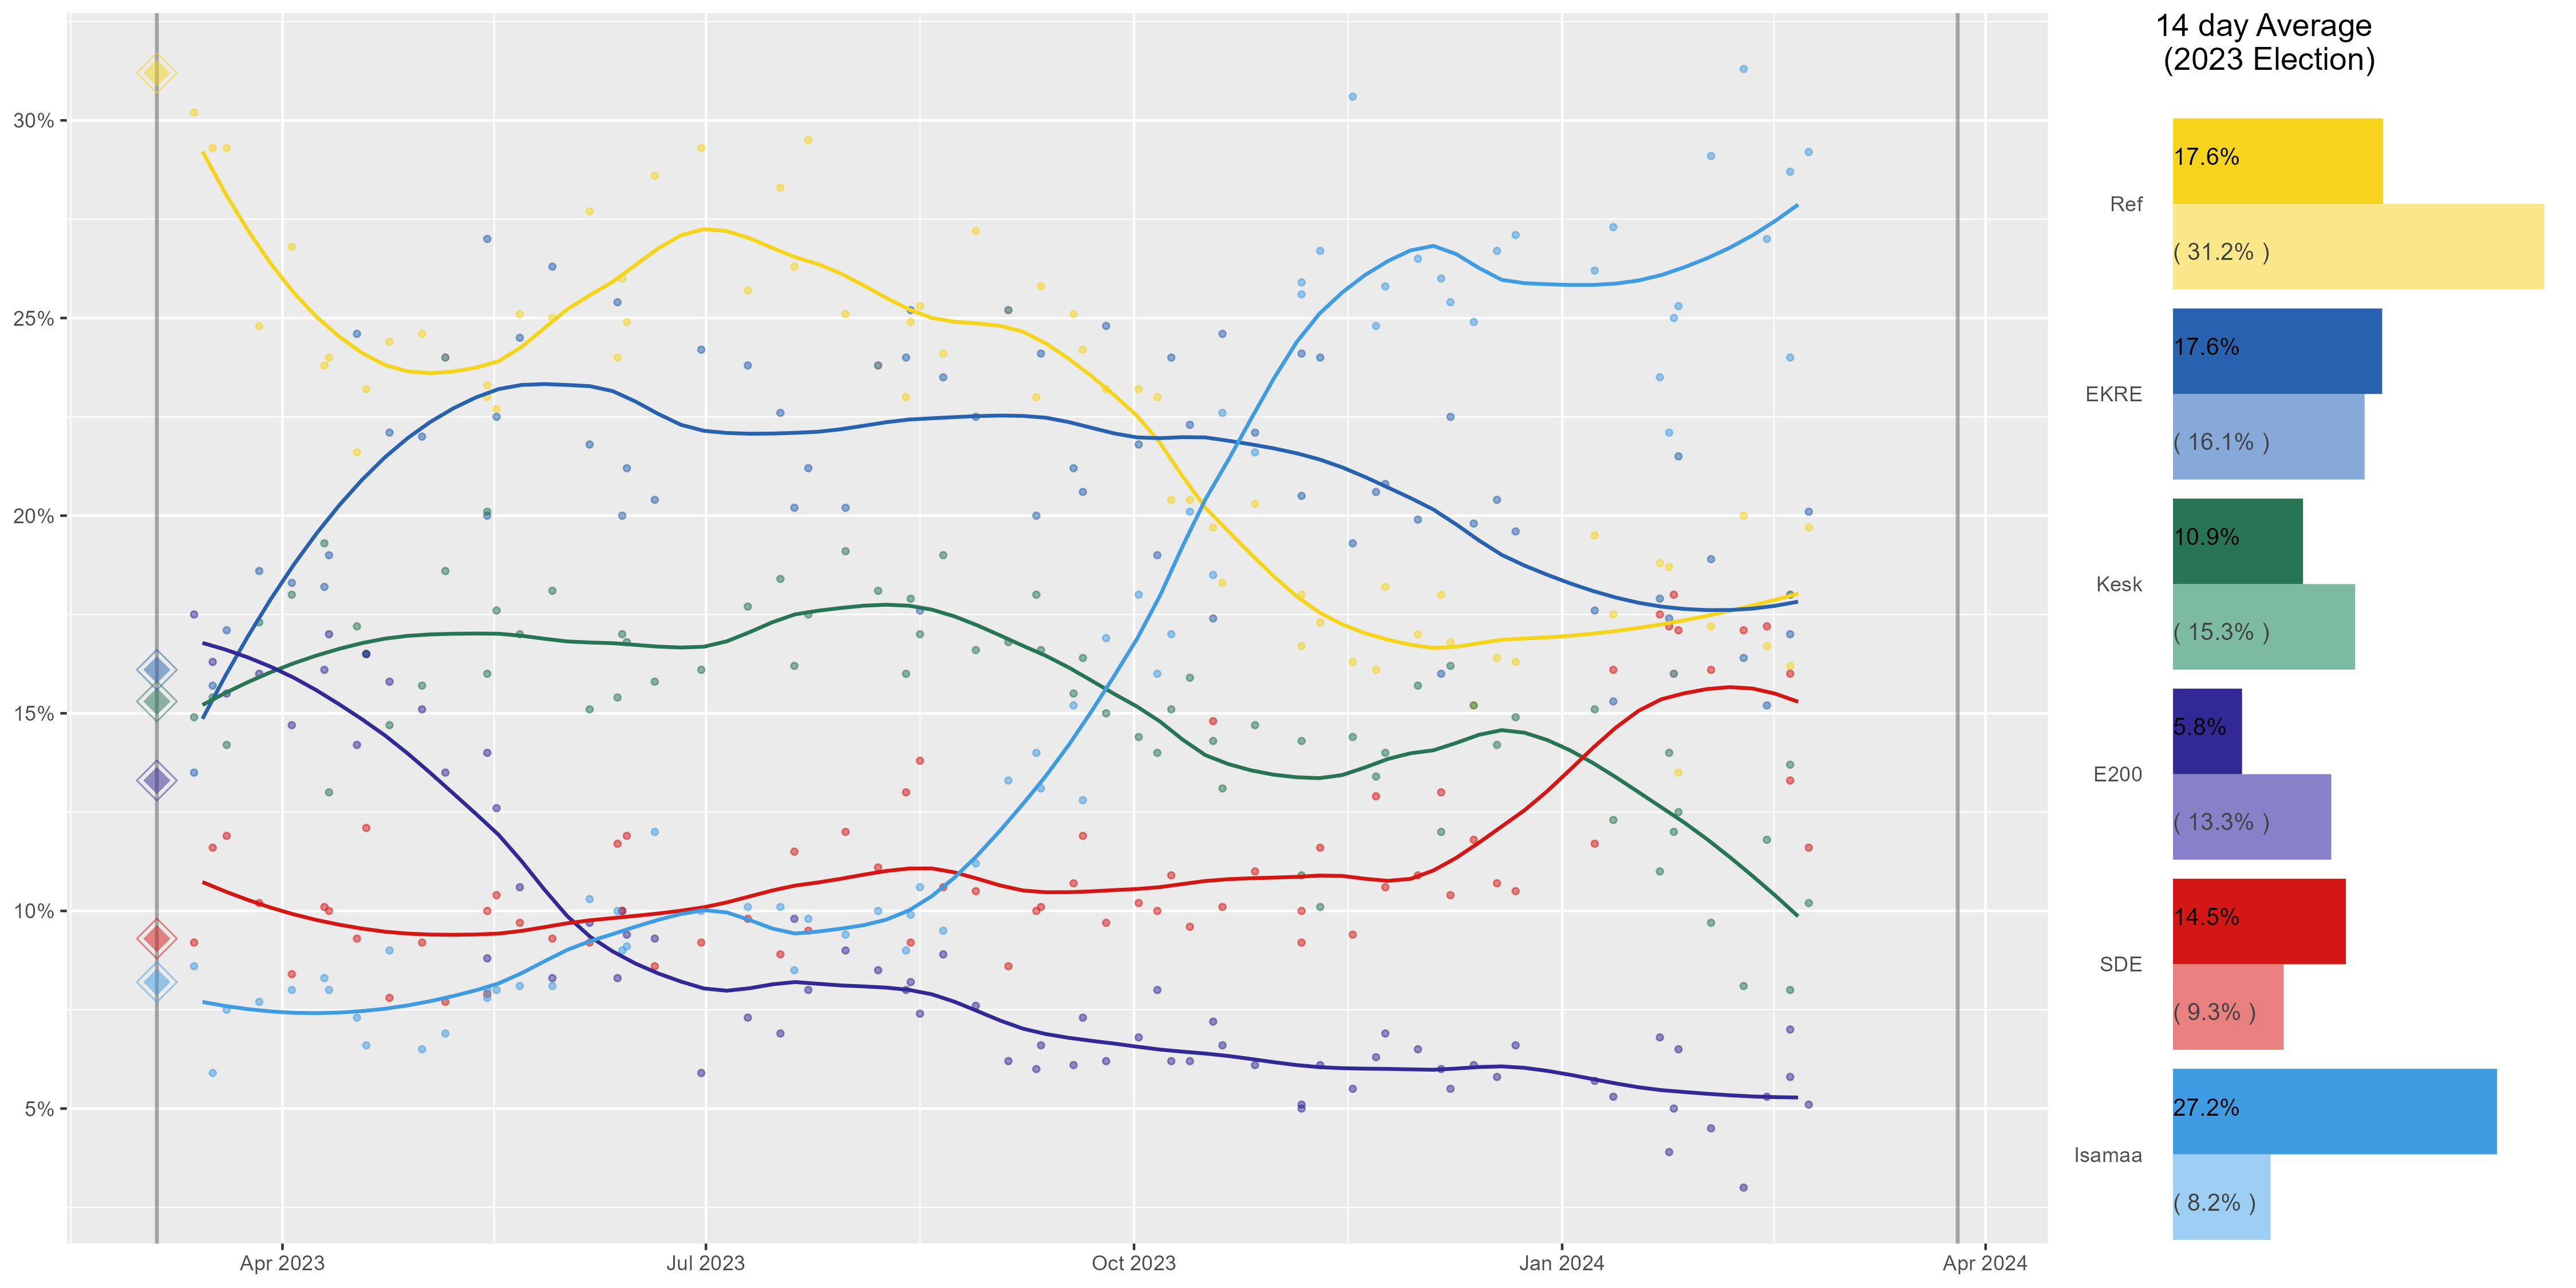 14 day Average
(2023 Election)
30%
25%
20%
15%
10%
5%
Apr 2023
Jul 2023
Oct 2023
Jan 2024
Apr 2024
Ref
17.6%
( 31.2% )
EKRE
17.6%
( 16.1% )
Kesk
10.9%
( 15.3% )
E200
5.8%
( 13.3% )
SDE
14.5%
( 9.3% )
Isamaa
27.2%
( 8.2% )